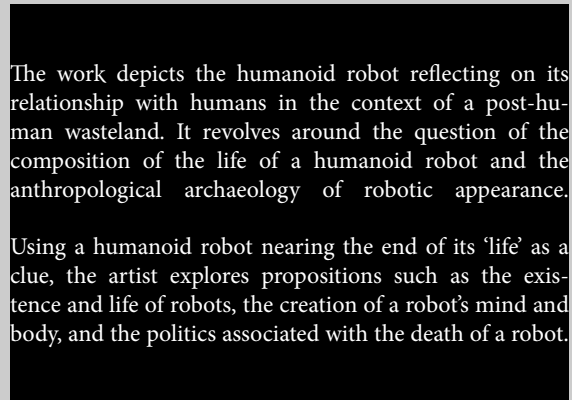 The work depicts the humanoid robot reflecting on its
relationship with humans in the context of a post-hu-
man wasteland. It revolves around the question of the
composition of the life of a humanoid robot and the
anthropological archaeology of robotic appearance.
Using a humanoid robot nearing the end of its ‘life’ as a
clue, the artist explores propositions such as the exis-
tence and life of robots, the creation of a robot’s mind and
body, and the politics associated with the death of a robot.